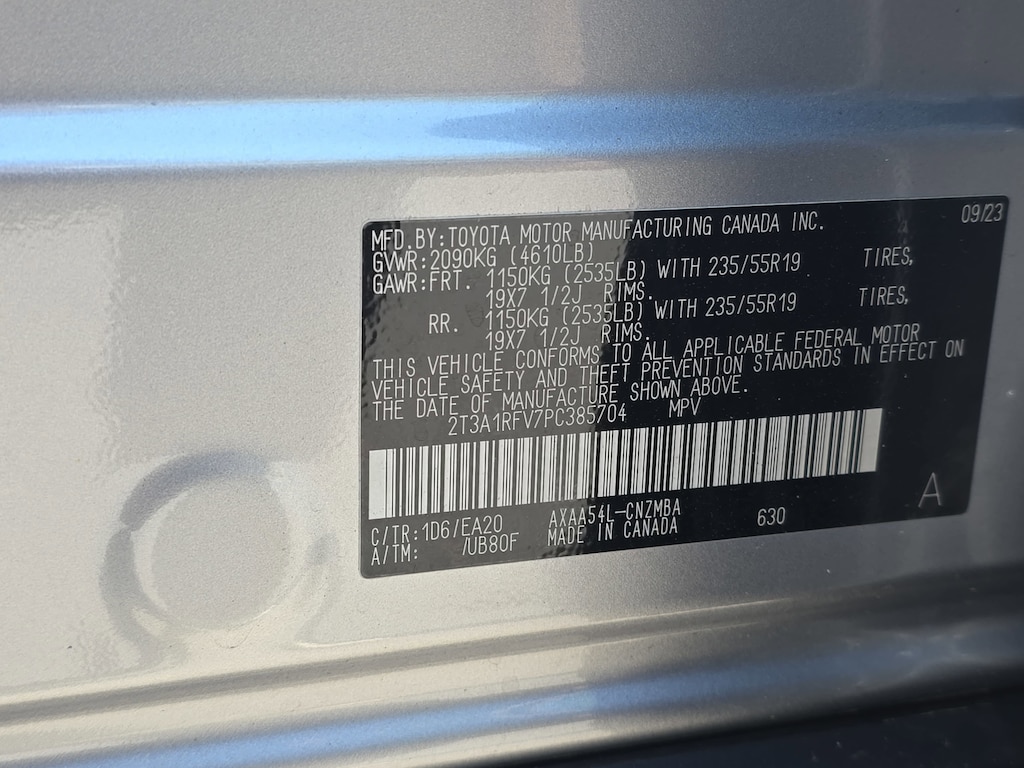 09/23
MFD.BY:TOYOTA MOTOR MANUFACTURING CANADA INC.
GVWR:2090KG (4610LB)
GAWR:FRT. 1150KG (2535LB) WITH 235/55R19 TIRES,
19X7 1/2J RIMS.
RR. 1150KG (2535LB) WITH 235/55R19 TIRES,
19X7 1/2J RIMS.
THIS VEHICLE CONFORMS TO ALL APPLICABLE FEDERAL MOTOR
VEHICLE SAFETY AND THEFT PREVENTION STANDARDS IN EFFECT ON
THE DATE OF MANUFACTURE SHOWN ABOVE.
2T3A1RFV7PC385704 MPV
C/TR:1D6/EA20 AXAA54L-CNZMBA 630 A
A/TM: /UB80F MADE IN CANADA